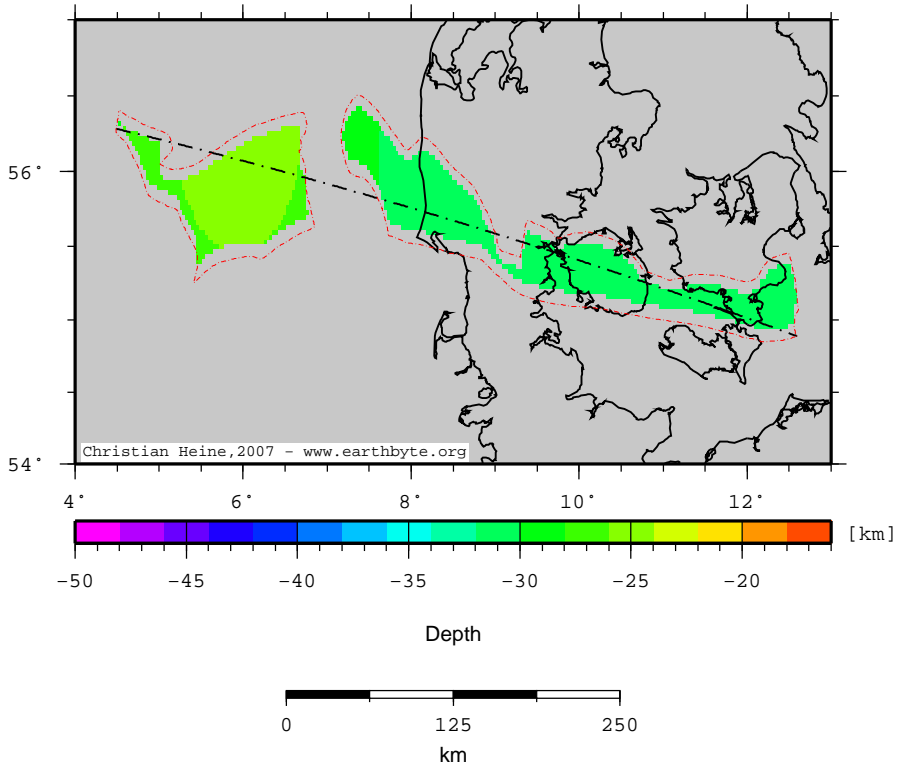 56°
Christian Heine,2007 - www.earthbyte.org
54°
4° 6° 8° 10° 12°
[km]
−50 −45 −40 −35 −30 −25 −20
Depth
0 125 250
km